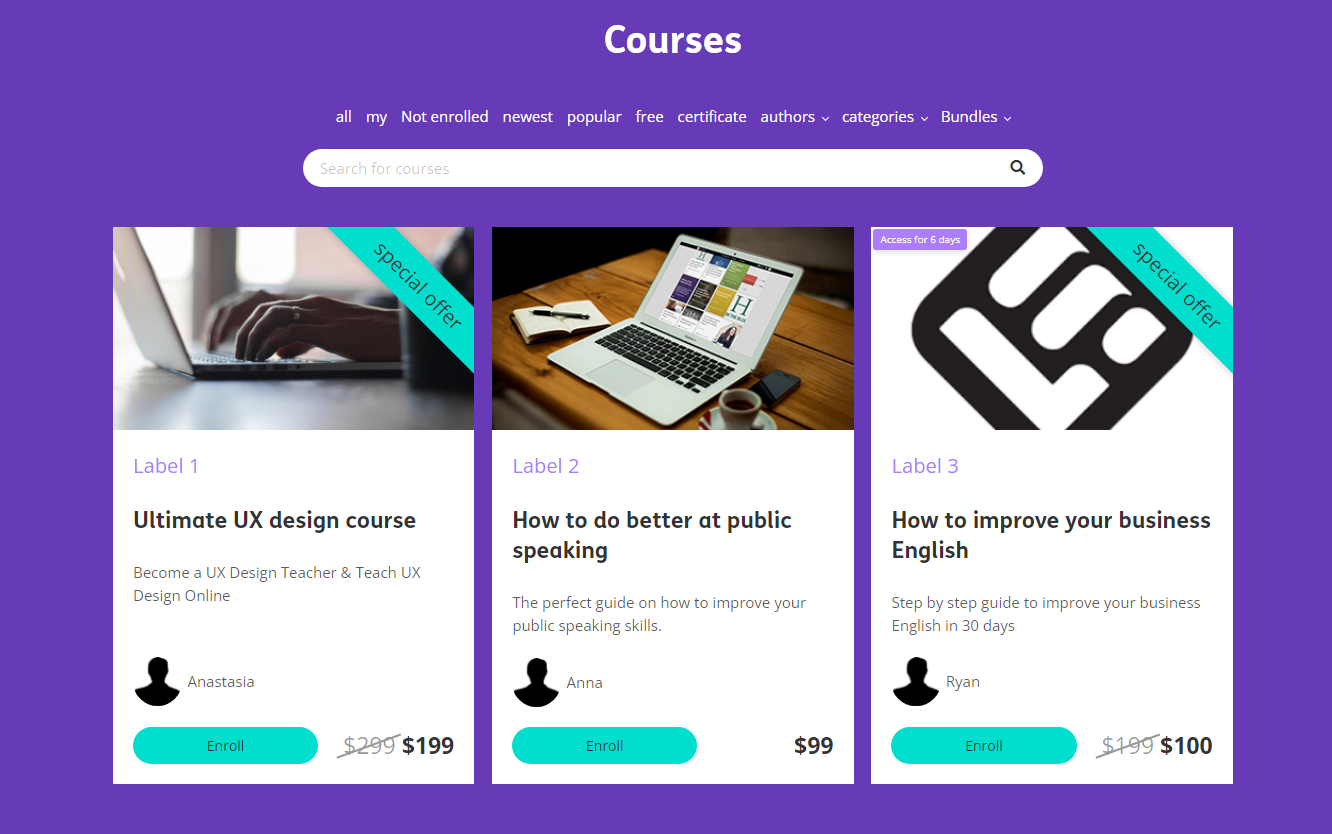 Courses
all my Not enrolled newest popular free certificate authors categories Bundles
Search for courses
special offer
Access for 6 days
special offer
Label 1
Ultimate UX design course
Become a UX Design Teacher & Teach UX
Design Online
Anastasia
Enroll $299 $199
Label 2
How to do better at public
speaking
The perfect guide on how to improve your
public speaking skills.
Anna
Enroll $99
Label 3
How to improve your business
English
Step by step guide to improve your business
English in 30 days
Ryan
Enroll $199 $100